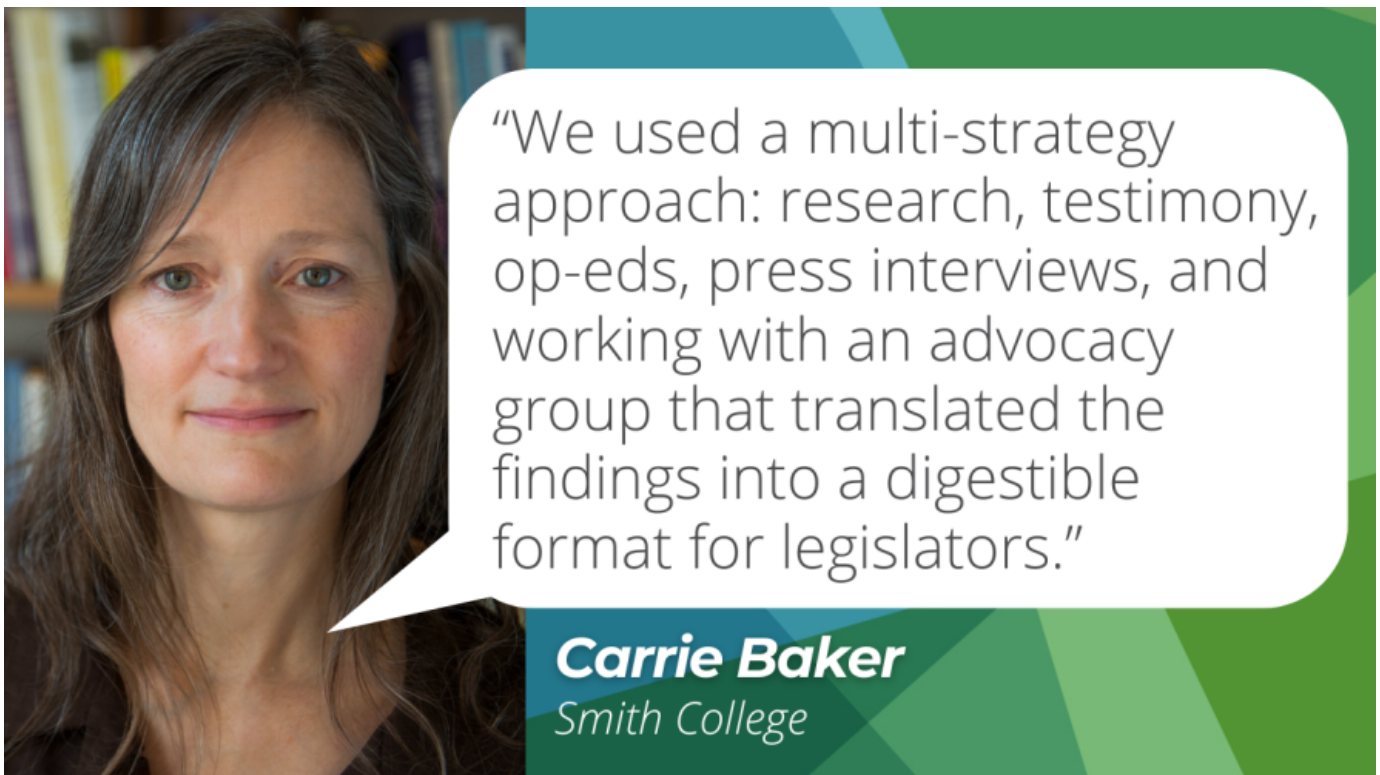 “We used a multi-strategy
approach: research, testimony,
op-eds, press interviews, and
working with an advocacy
group that translated the
findings into a digestible
format for legislators.”
Carrie Baker
Smith College